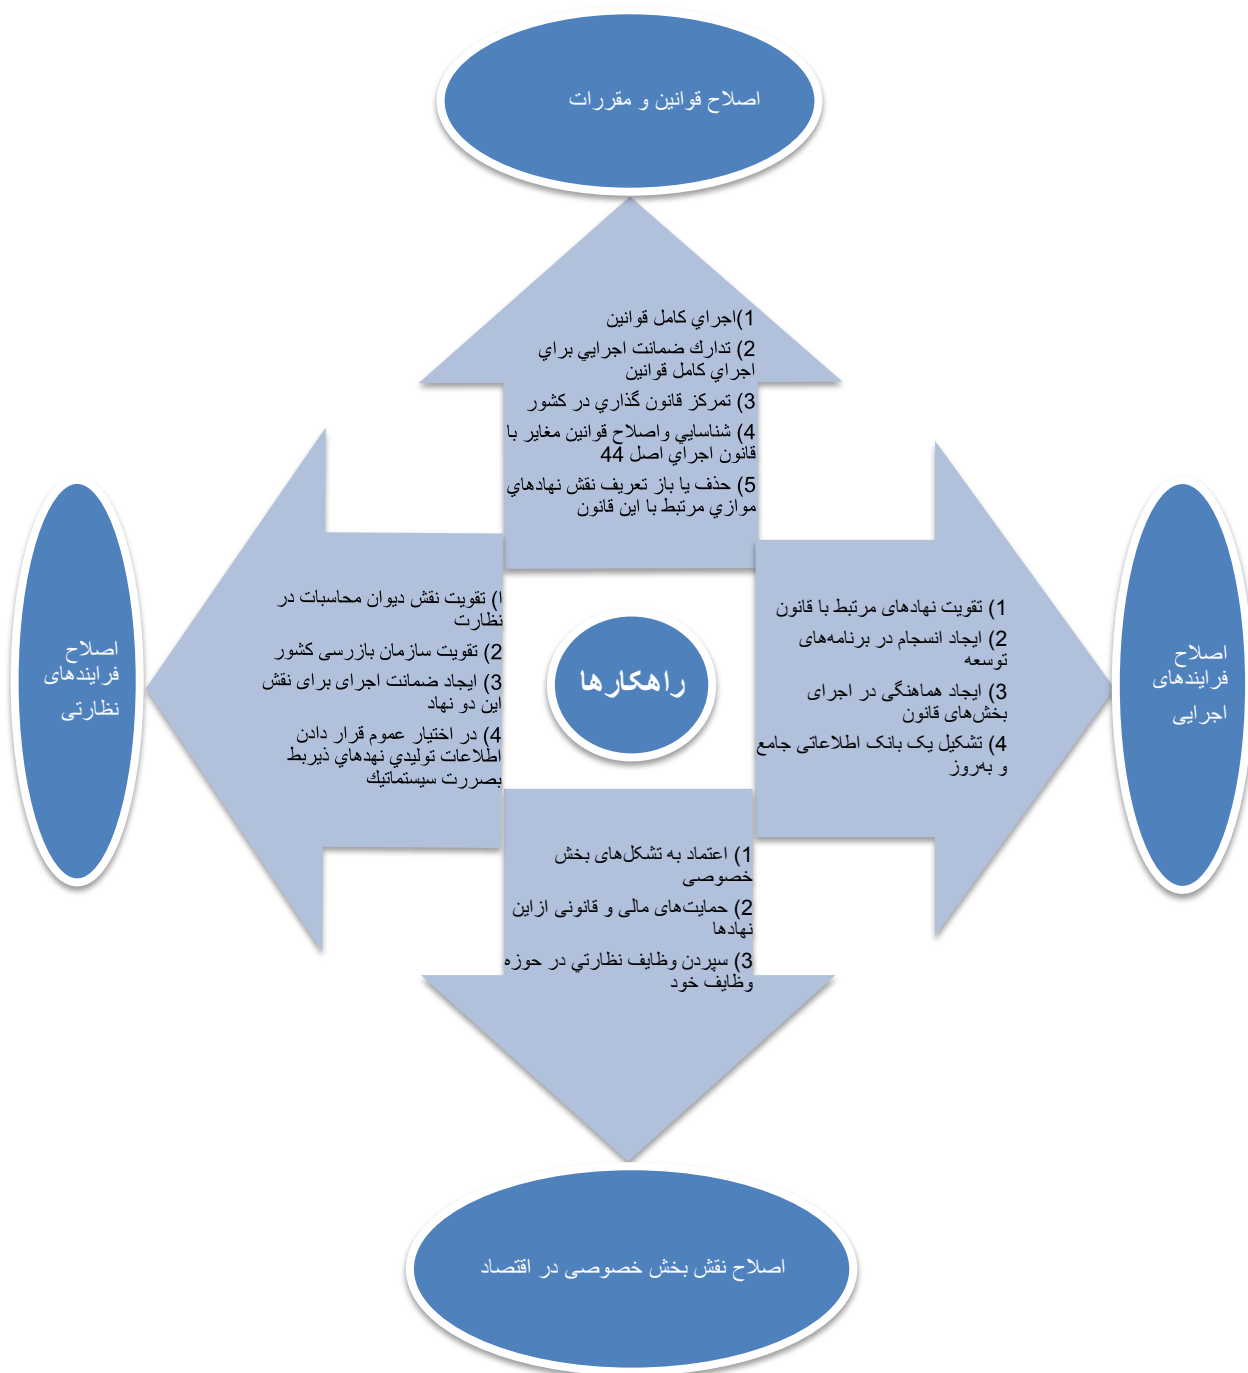 اصلاح قوانین و مقررات
1)اجراي كامل قوانين
2) تدارك ضمانت اجرايي براي
اجراي كامل قوانين
3) تمركز قانون گذاري در كشور
4) شناسايي واصلاح قوانين مغاير با
قانون اجراي اصل 44
5) حذف يا باز تعريف نقش نهادهاي
موازي مرتبط با اين قانون
1) تقویت نهادهای مرتبط با قانون
2) ایجاد انسجام در برنامه‌های
توسعه
3) ایجاد هماهنگی در اجرای
بخش‌های قانون
4) تشکیل یک بانک اطلاعاتی جامع
و به‌روز
اصلاح
فرایندهای
اجرایی
راهکارها
ا) تقویت نقش دیوان محاسبات در
نظارت
2) تقویت سازمان بازرسی کشور
3) ایجاد ضمانت اجرای برای نقش
این دو نهاد
4) در اختيار عموم قرار دادن
اطلاعات توليدي نهدهاي ذيربط
بصررت سيستماتيك
اصلاح
فرایندهای
نظارتی
1) اعتماد به تشکل‌های بخش
خصوصی
2) حمایت‌های مالی و قانونی ازاین
نهادها
3) سپردن وظايف نظارتي در حوزه
وظايف خود
اصلاح نقش بخش خصوصی در اقتصاد